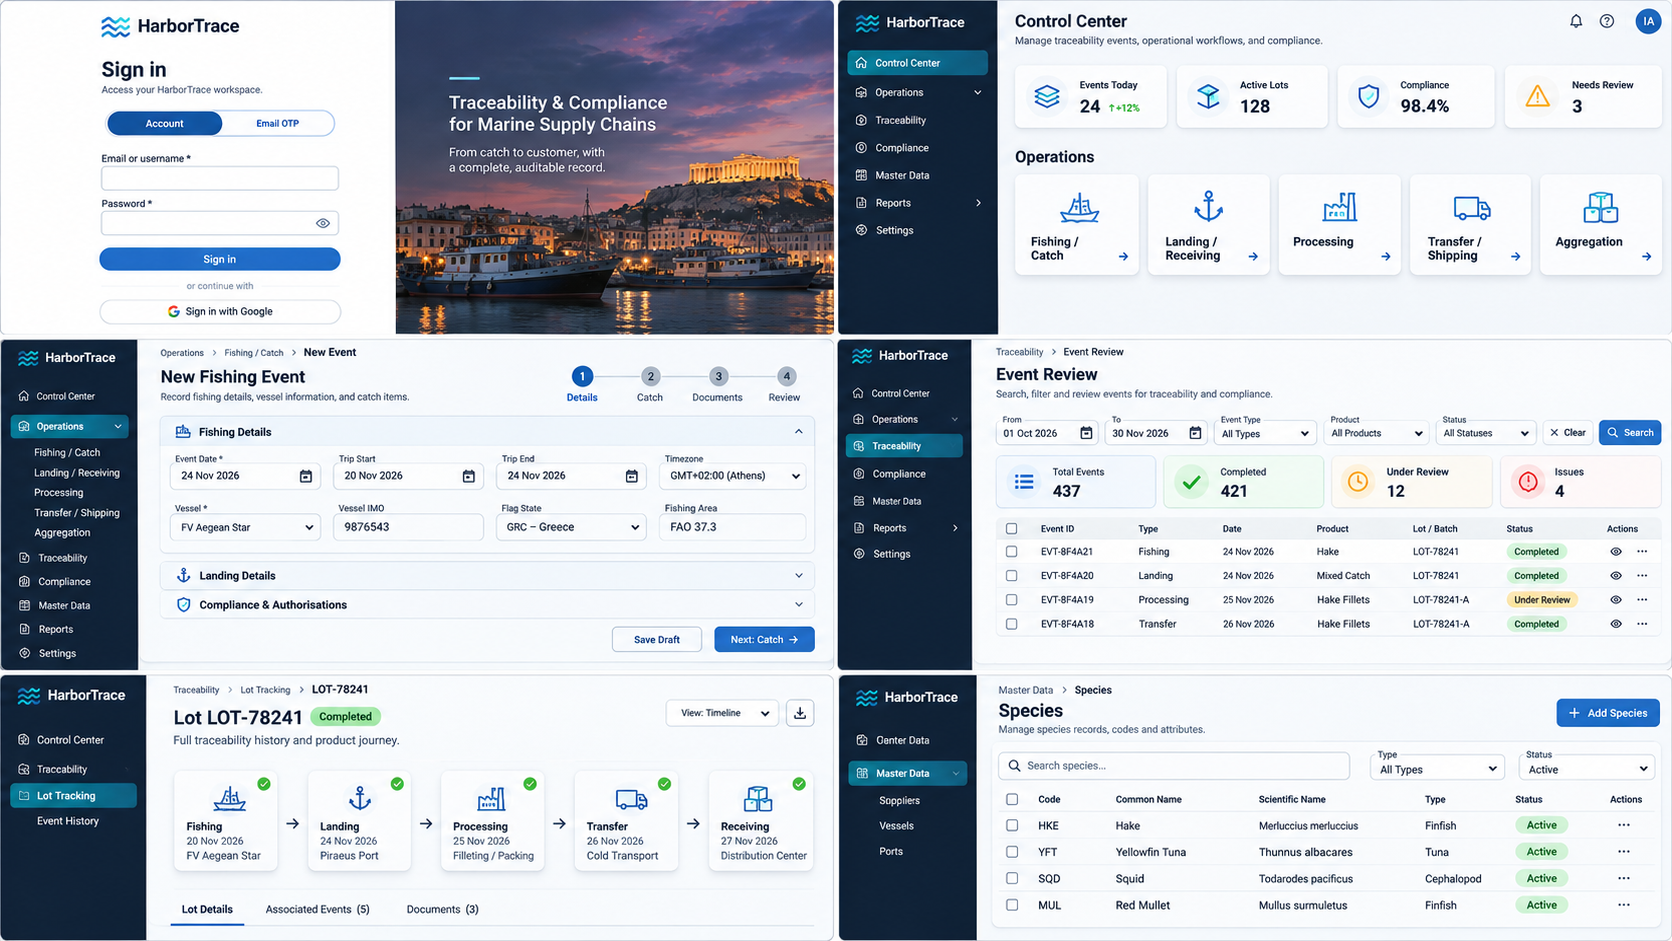 HarborTrace
Sign in
Access your HarborTrace workspace.
Account
Email OTP
Email or username *
Password *
Sign in
or continue with
Sign in with Google
Traceability & Compliance
for Marine Supply Chains
From catch to customer, with
a complete, auditable record.
HarborTrace
Control Center
Operations
Traceability
Compliance
Master Data
Reports
Settings
Control Center
Manage traceability events, operational workflows, and compliance.
IA
Events Today
24 ↑+12%
Active Lots
128
Compliance
98.4%
Needs Review
3
Operations
Fishing /
Catch →
Landing /
Receiving →
Processing
→
Transfer /
Shipping →
Aggregation
→
HarborTrace
Control Center
Operations
Fishing / Catch
Landing / Receiving
Processing
Transfer / Shipping
Aggregation
Traceability
Compliance
Master Data
Reports
Settings
Operations > Fishing / Catch > New Event
New Fishing Event
Record fishing details, vessel information, and catch items.
1 2 3 4
Details Catch Documents Review
Fishing Details
Event Date * Trip Start Trip End Timezone
24 Nov 2026 20 Nov 2026 24 Nov 2026 GMT+02:00 (Athens)
Vessel * Vessel IMO Flag State Fishing Area
FV Aegean Star 9876543 GRC – Greece FAO 37.3
Landing Details
Compliance & Authorisations
Save Draft Next: Catch →
HarborTrace
Control Center
Operations
Traceability
Compliance
Master Data
Reports
Settings
Traceability > Event Review
Event Review
Search, filter and review events for traceability and compliance.
From To Event Type Product Status
01 Oct 2026 30 Nov 2026 All Types All Products All Statuses × Clear Search
Total Events
437
Completed
421
Under Review
12
Issues
4
Event ID Type Date Product Lot / Batch Status Actions
EVT-8F4A21 Fishing 24 Nov 2026 Hake LOT-78241 Completed
EVT-8F4A20 Landing 24 Nov 2026 Mixed Catch LOT-78241 Completed
EVT-8F4A19 Processing 25 Nov 2026 Hake Fillets LOT-78241-A Under Review
EVT-8F4A18 Transfer 26 Nov 2026 Hake Fillets LOT-78241-A Completed
HarborTrace
Control Center
Traccability
Lot Tracking
Event History
Traceability > Lot Tracking > LOT-78241
Lot LOT-78241 Completed
Full traceability history and product journey.
View: Timeline
Fishing
20 Nov 2026
FV Aegean Star
→
Landing
24 Nov 2026
Piraeus Port
→
Processing
25 Nov 2026
Filleting / Packing
→
Transfer
26 Nov 2026
Cold Transport
→
Receiving
27 Nov 2026
Distribution Center
Lot Details Associated Events (5) Documents (3)
HarborTrace
Center Data
Master Data
Suppliers
Vessels
Ports
Master Data > Species
Species
Manage species records, codes and attributes.
+ Add Species
Search species...
Type
All Types
Status
Active
Code Common Name Scientific Name Type Status Actions
HKE Hake Merluccius merluccius Finfish Active
YFT Yellowfin Tuna Thunnus albacares Tuna Active
SQD Squid Todarodes pacificus Cephalopod Active
MUL Red Mullet Mullus surmuletus Finfish Active